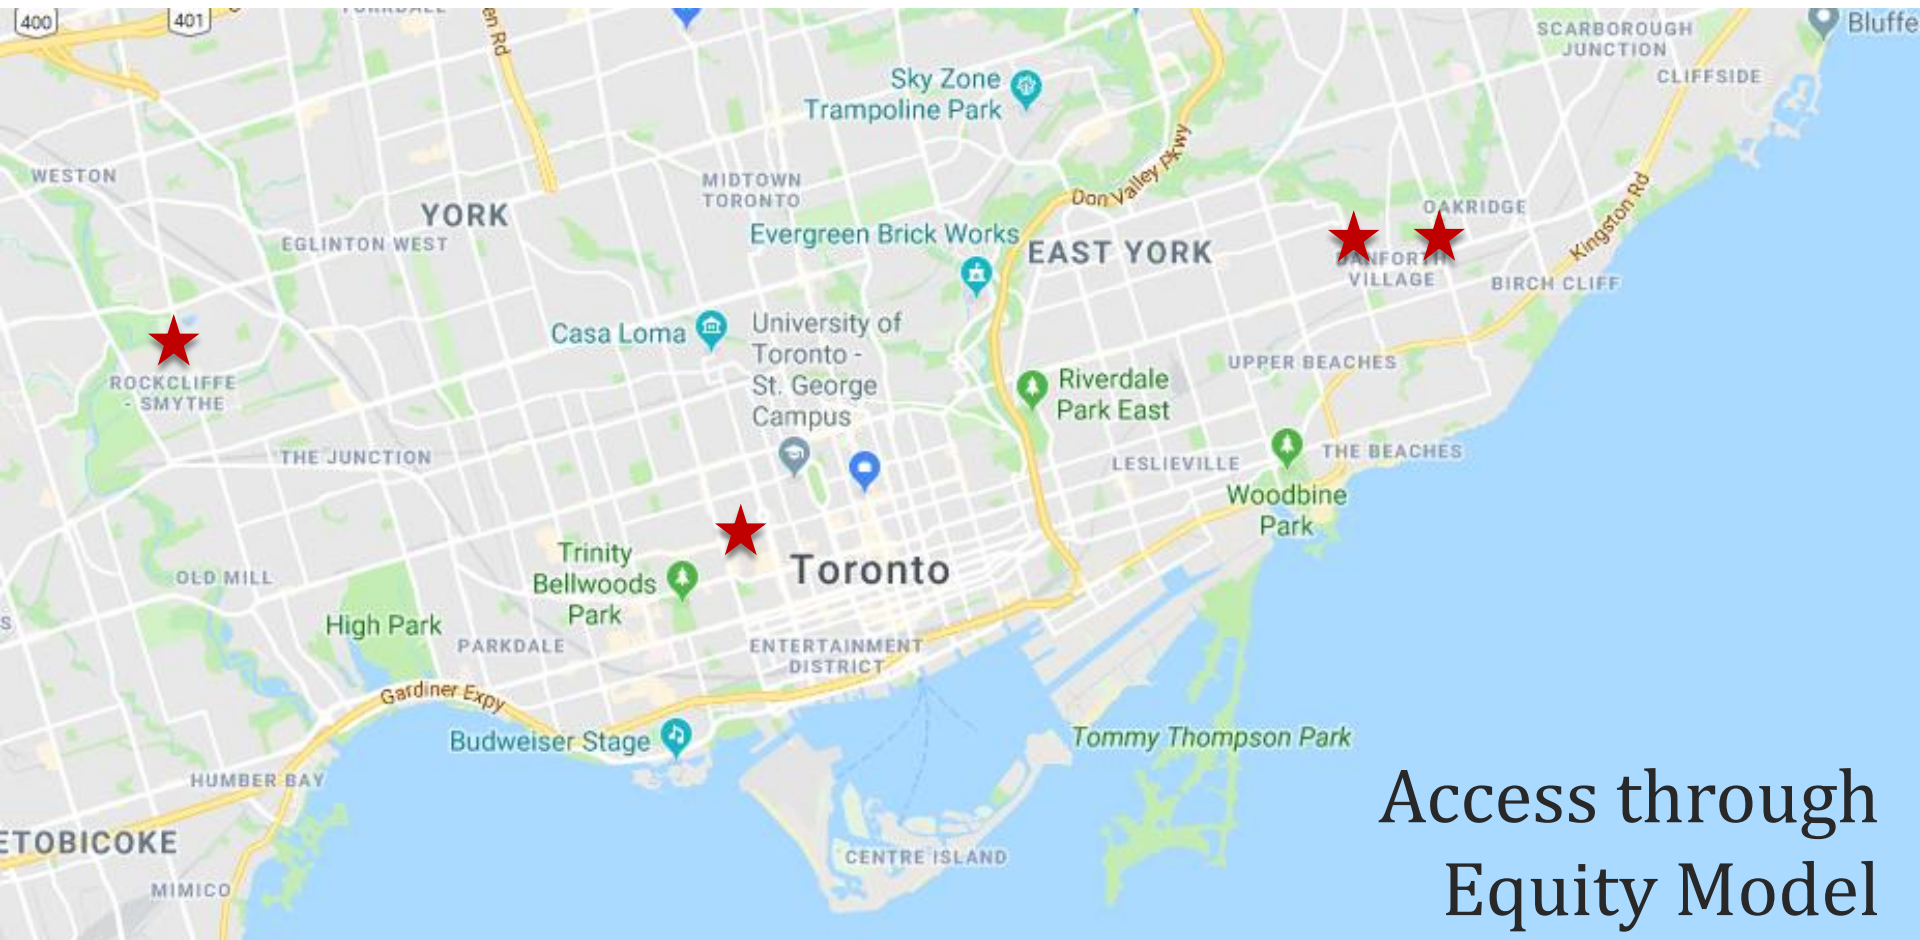 400
401
en Rd
SCARBOROUGH
JUNCTION
Bluffe
CLIFFSIDE
Sky Zone
Trampoline Park
Don Valley Pkwy
WESTON
MIDTOWN
TORONTO
YORK
EGLINTON WEST
Evergreen Brick Works
EAST YORK
OAKRIDGE
Kingston Rd
VILLAGE
BIRCH CLIFF
Casa Loma
University of
Toronto -
St. George
Campus
ROCKCLIFFE
- SMYTHE
UPPER BEACHES
Riverdale
Park East
THE JUNCTION
LESLIEVILLE
THE BEACHES
Woodbine
Park
Trinity
Bellwoods
Park
Toronto
OLD MILL
High Park
PARKDALE
ENTERTAINMENT
DISTRICT
S
Gardiner Expy
Budweiser Stage
Tommy Thompson Park
HUMBER BAY
ETOBICOKE
CENTRE ISLAND
MIMICO
Access through
Equity Model